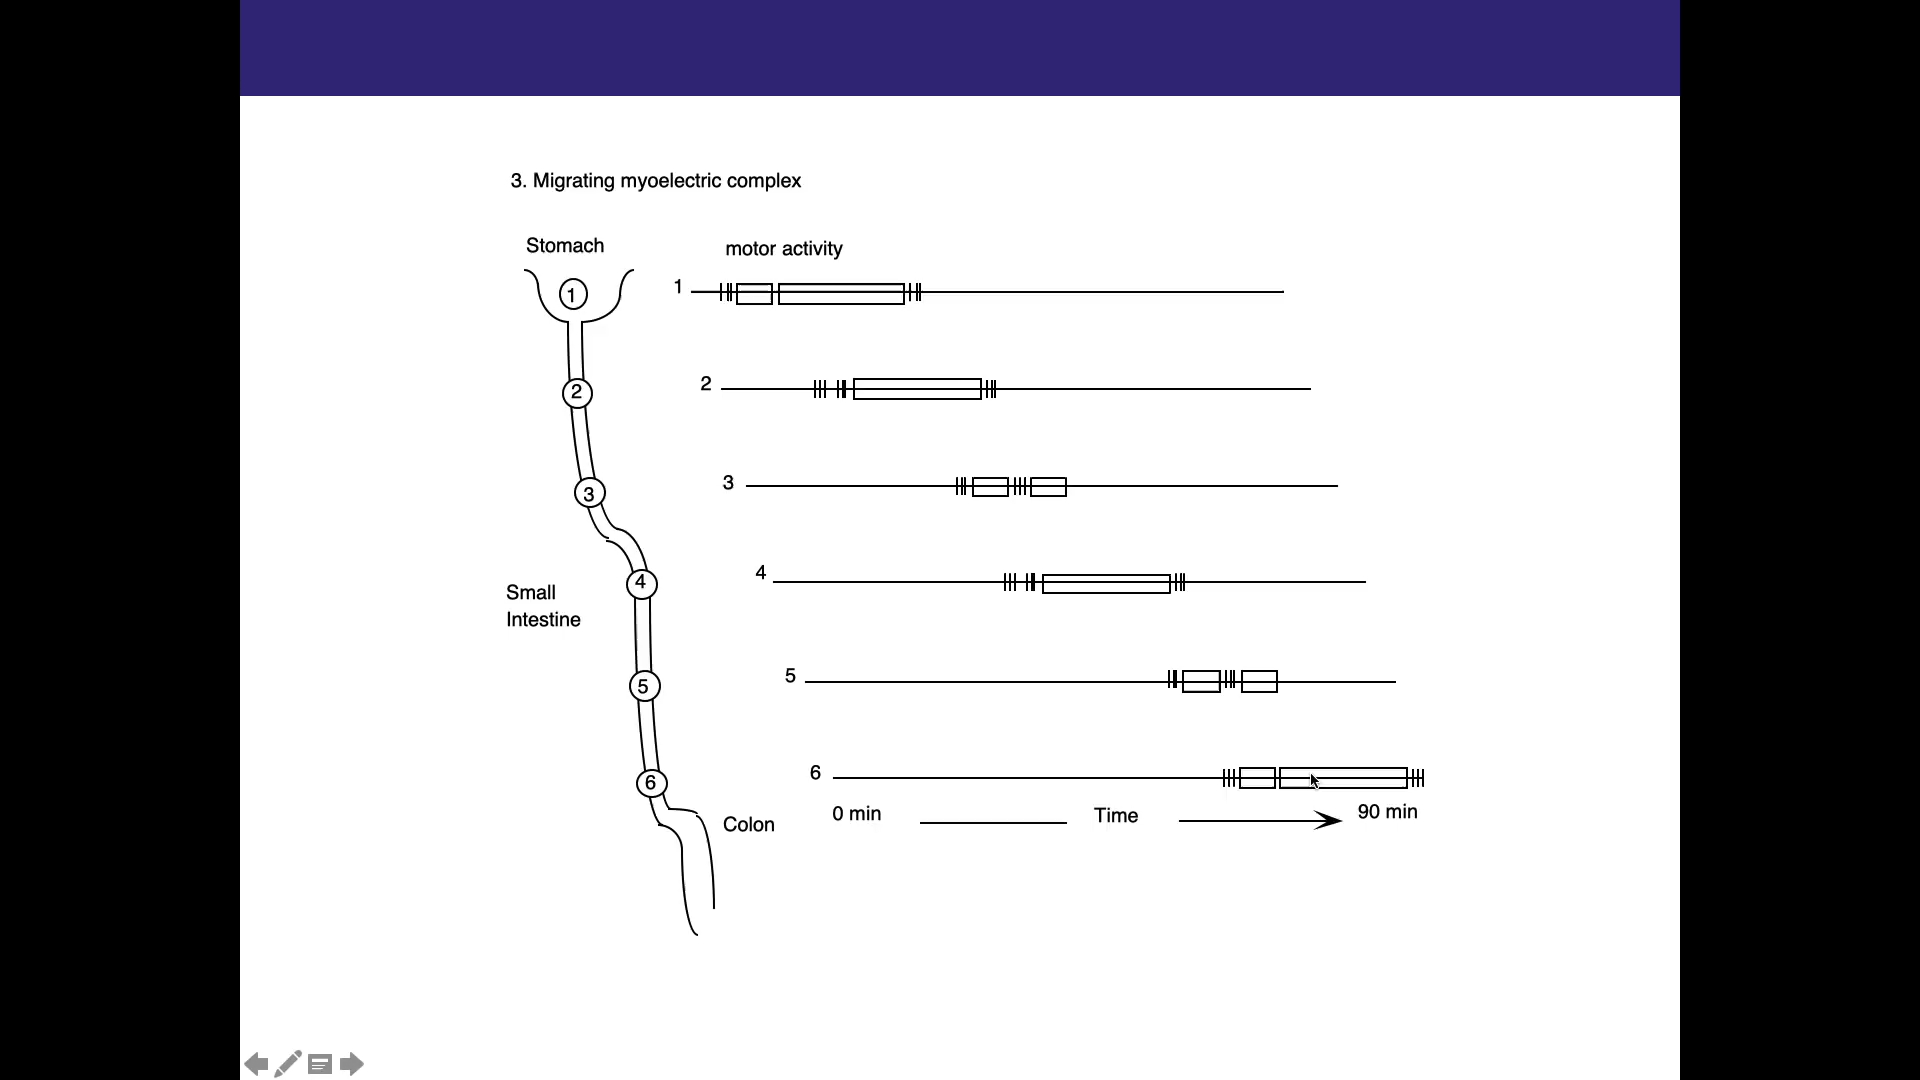 3. Migrating myoelectric complex
Stomach
motor activity
1
1
2
2
3
3
4
4
Small
Intestine
5
5
6
6
0 min
Time
90 min
Colon